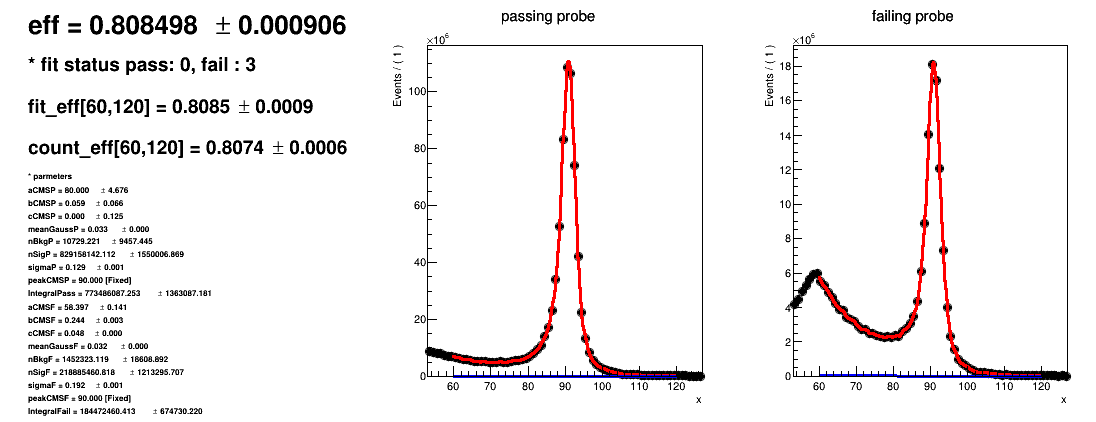 eff = 0.808498 ± 0.000906
* fit status pass: 0, fail : 3
fit_eff[60,120] = 0.8085 ± 0.0009
count_eff[60,120] = 0.8074 ± 0.0006
* parmeters
aCMSP = 80.000 ± 4.676
bCMSP = 0.059 ± 0.066
cCMSP = 0.000 ± 0.125
meanGaussP = 0.033 ± 0.000
nBkgP = 10729.221 ± 9457.445
nSigP = 829158142.112 ± 1550006.869
sigmaP = 0.129 ± 0.001
peakCMSP = 90.000 [Fixed]
IntegralPass = 773486087.253 ± 1363087.181
aCMSF = 58.397 ± 0.141
bCMSF = 0.244 ± 0.003
cCMSF = 0.048 ± 0.000
meanGaussF = 0.032 ± 0.000
nBkgF = 1452323.119 ± 18608.892
nSigF = 218885460.818 ± 1213295.707
sigmaF = 0.192 ± 0.001
peakCMSF = 90.000 [Fixed]
IntegralFail = 184472460.413 ± 674730.220
passing probe
×10⁶
Events / ( 1 )
100
80
60
40
20
0
60 70 80 90 100 110 120
x
failing probe
×10⁶
Events / ( 1 )
18
16
14
12
10
8
6
4
2
0
60 70 80 90 100 110 120
x